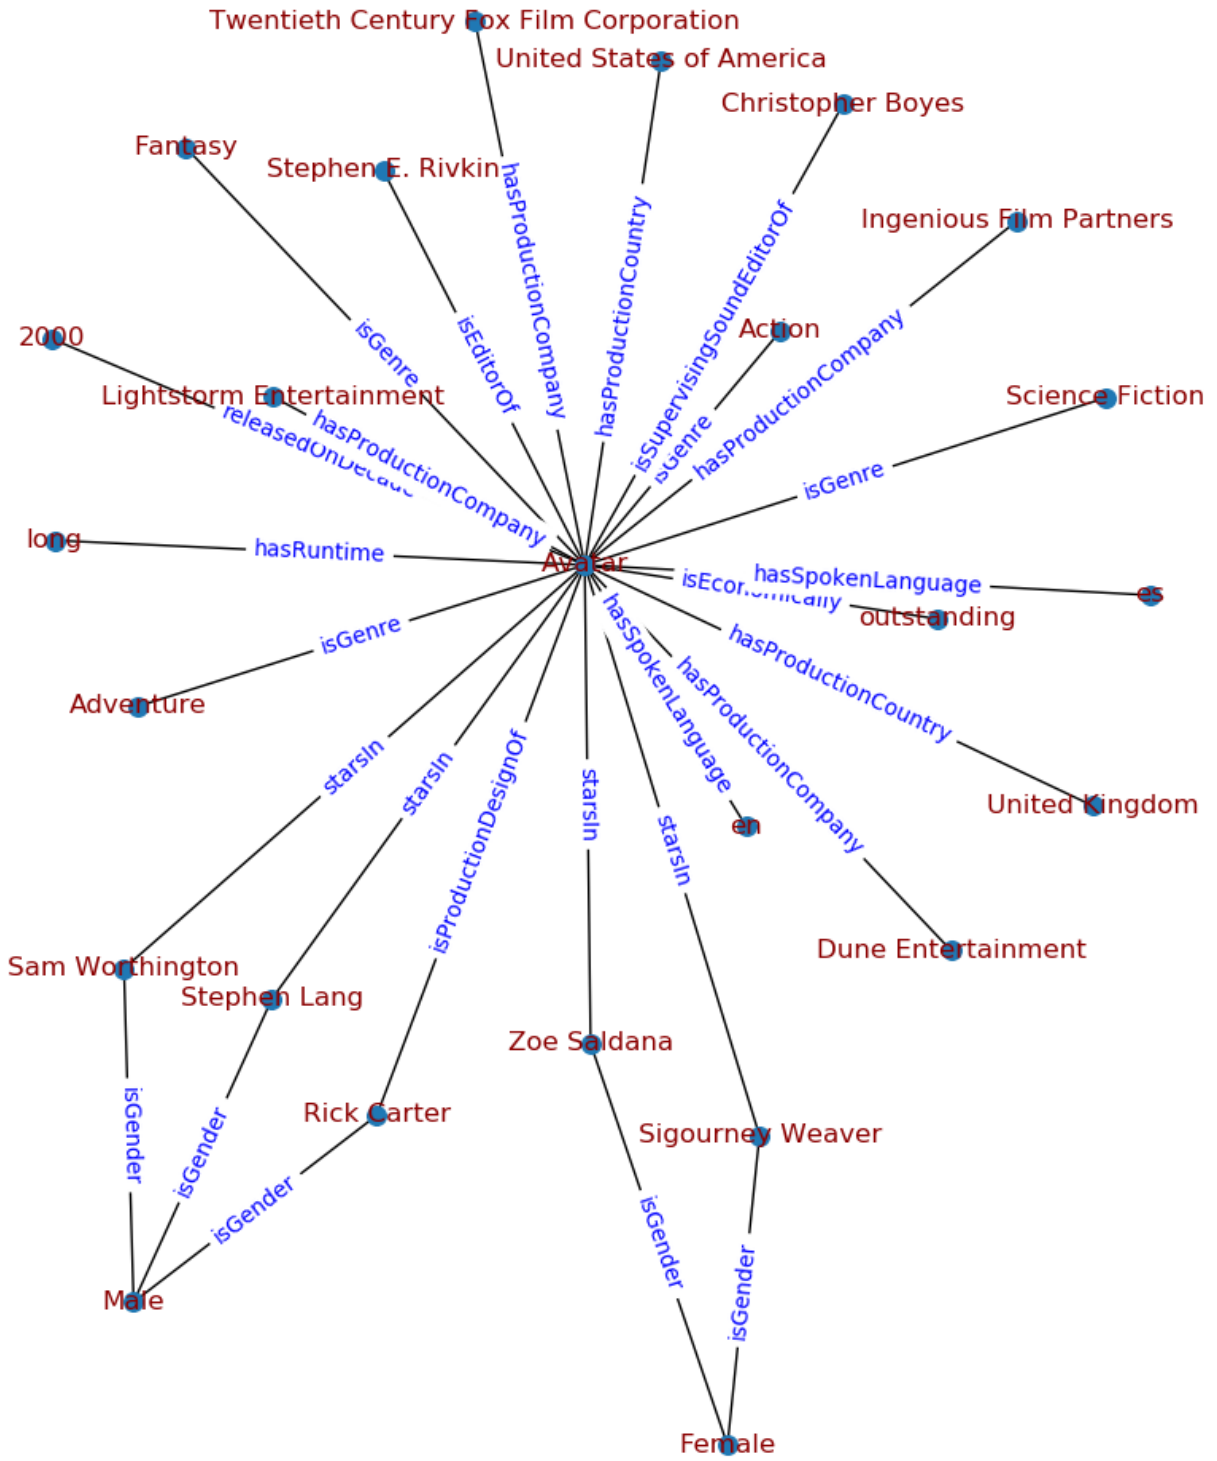 Twentieth Century Fox Film Corporation
United States of America
Christopher Boyes
Fantasy
Stephen E. Rivkin
hasProductionCompany
hasProductionCountry
isSupervisingSoundEditorOf
Ingenious Film Partners
2000
isGenre
isEditorOf
Action
hasProductionCompany
Lightstorm Entertainment
Science Fiction
releasedOnDecade
hasProductionCompany
isGenre
isGenre
long
hasRuntime
Avatar
hasSpokenLanguage
es
isEconomically
outstanding
isGenre
hasSpokenLanguage
hasProductionCountry
Adventure
hasProductionCompany
starsIn
starsIn
isProductionDesignOf
starsIn
starsIn
en
United Kingdom
Sam Worthington
Stephen Lang
Dune Entertainment
Zoe Saldana
Rick Carter
Sigourney Weaver
isGender
isGender
isGender
isGender
isGender
Male
Female